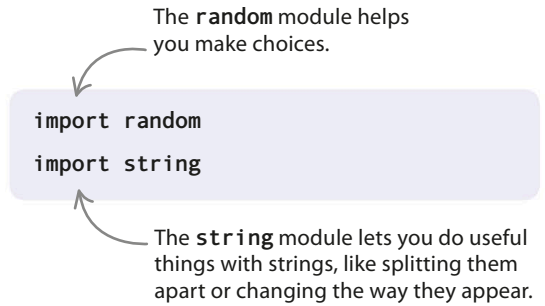 The random module helps
you make choices.
import random
import string
The string module lets you do useful
things with strings, like splitting them
apart or changing the way they appear.